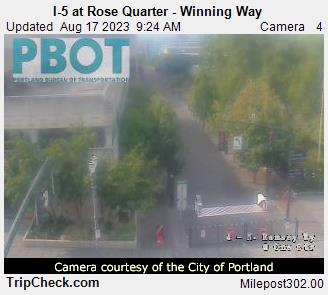 I-5 at Rose Quarter - Winning Way
Updated Aug 17 2023 9:24 AM Camera 4
PBOT
PORTLAND BUREAU OF TRANSPORTATION
Camera courtesy of the City of Portland
TripCheck.com Milepost302.00